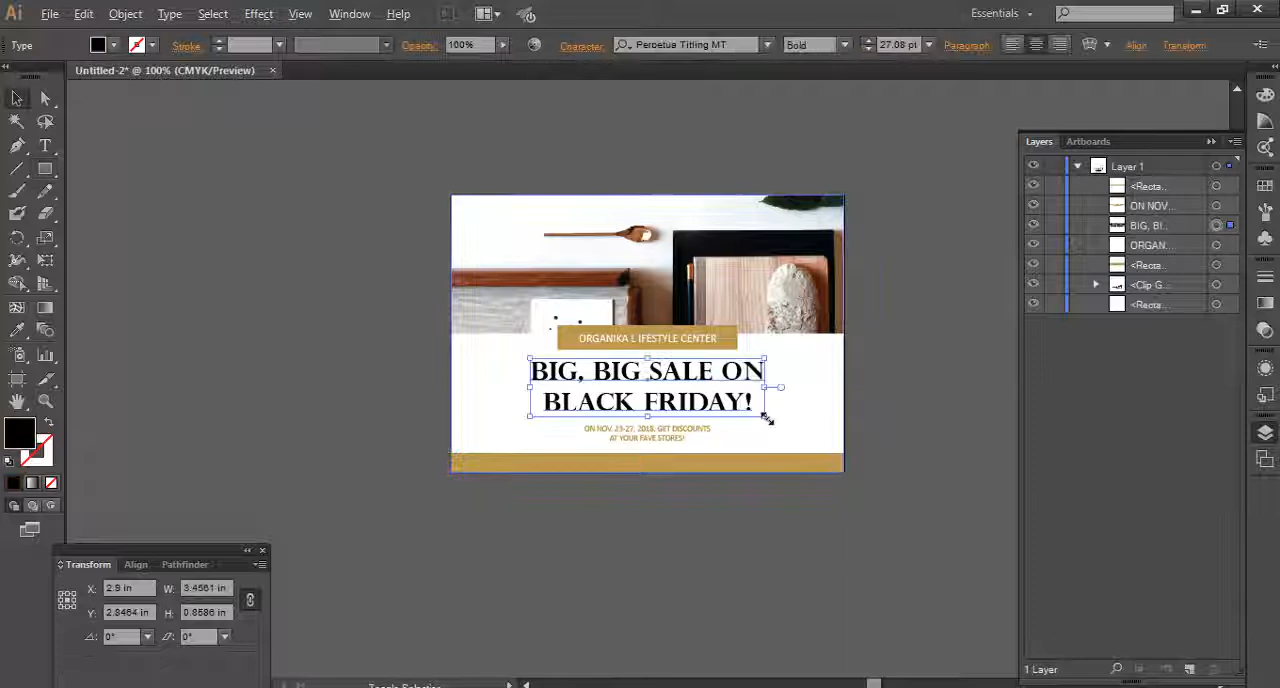 Ai File Edit Object Type Select Effect View Window Help Essentials
Type Stroke: Opacity: 100% Character: Perpetua Titling MT Bold 27.08 pt Paragraph: Align Transform
Untitled-2* @ 100% (CMYK/Preview) ×
Layers Artboards
Layer 1
<Recta..
ON NOV...
BIG, BI...
ORGAN...
<Recta..
<Clip G...
<Recta..
ORGANIKA LIFESTYLE CENTER
BIG, BIG SALE ON
BLACK FRIDAY!
ON NOV. 23-27, 2018, GET DISCOUNTS
AT YOUR FAVE STORES!
Transform Align Pathfinder
X: 2.9 in W: 3.4561 in
Y: 2.8464 in H: 0.8586 in
0° 0°
1 Layer
Toggle Selection